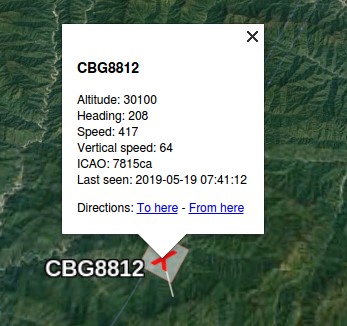 CBG8812
Altitude: 30100
Heading: 208
Speed: 417
Vertical speed: 64
ICAO: 7815ca
Last seen: 2019-05-19 07:41:12
Directions: To here - From here
CBG8812